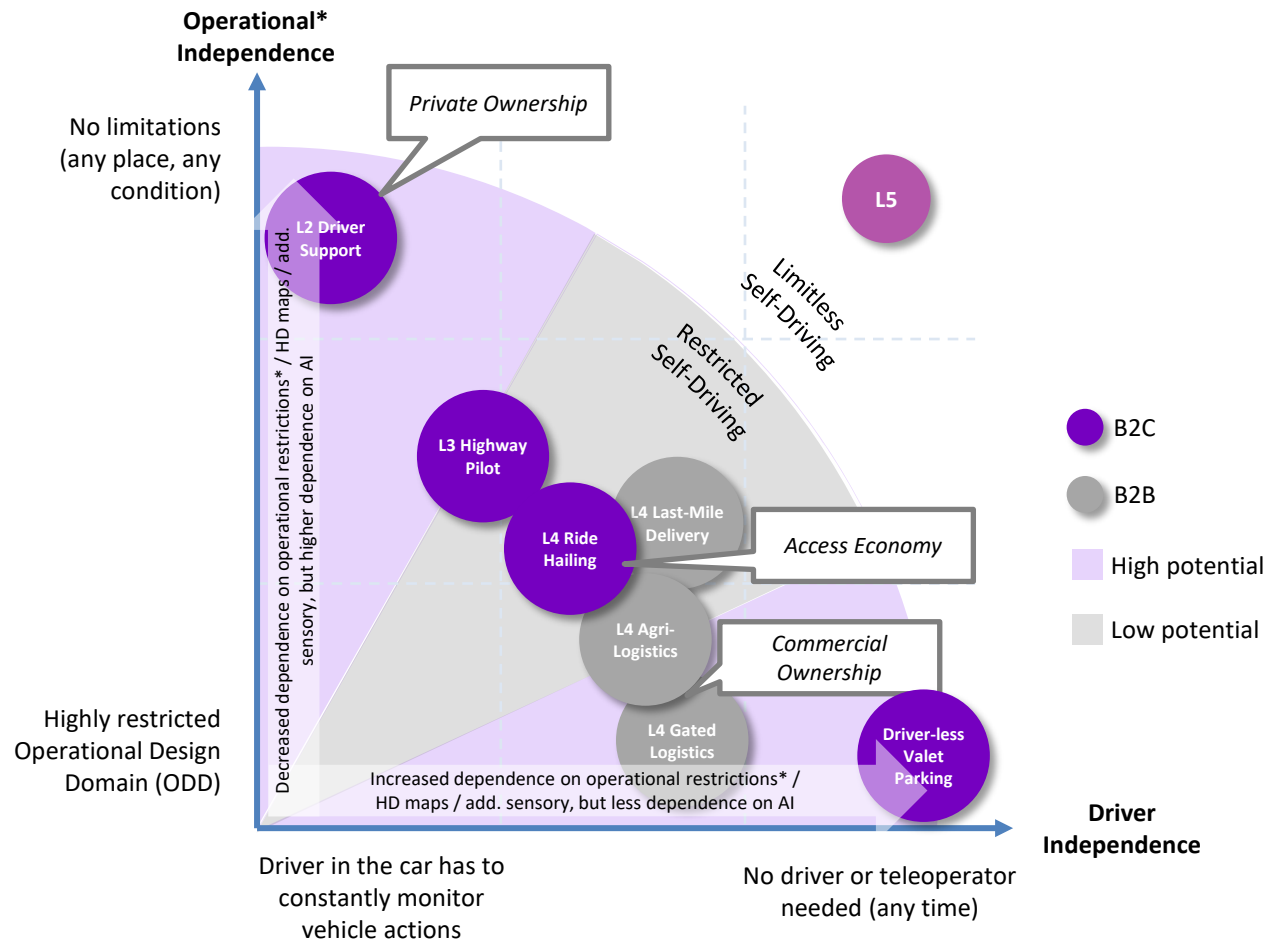 Operational*
Independence
Private Ownership
No limitations
(any place, any
condition)
L2 Driver
Support
L5
Limitless
Self-Driving
Restricted
Self-Driving
Decreased dependence on operational restrictions* / HD maps / add.
sensory, but higher dependence on AI
L3 Highway
Pilot
L4 Last-Mile
Delivery
L4 Ride
Hailing
Access Economy
L4 Agri-
Logistics
Commercial
Ownership
L4 Gated
Logistics
Driver-less
Valet
Parking
B2C
B2B
High potential
Low potential
Highly restricted
Operational Design
Domain (ODD)
Increased dependence on operational restrictions* /
HD maps / add. sensory, but less dependence on AI
Driver
Independence
Driver in the car has to
constantly monitor
vehicle actions
No driver or teleoperator
needed (any time)